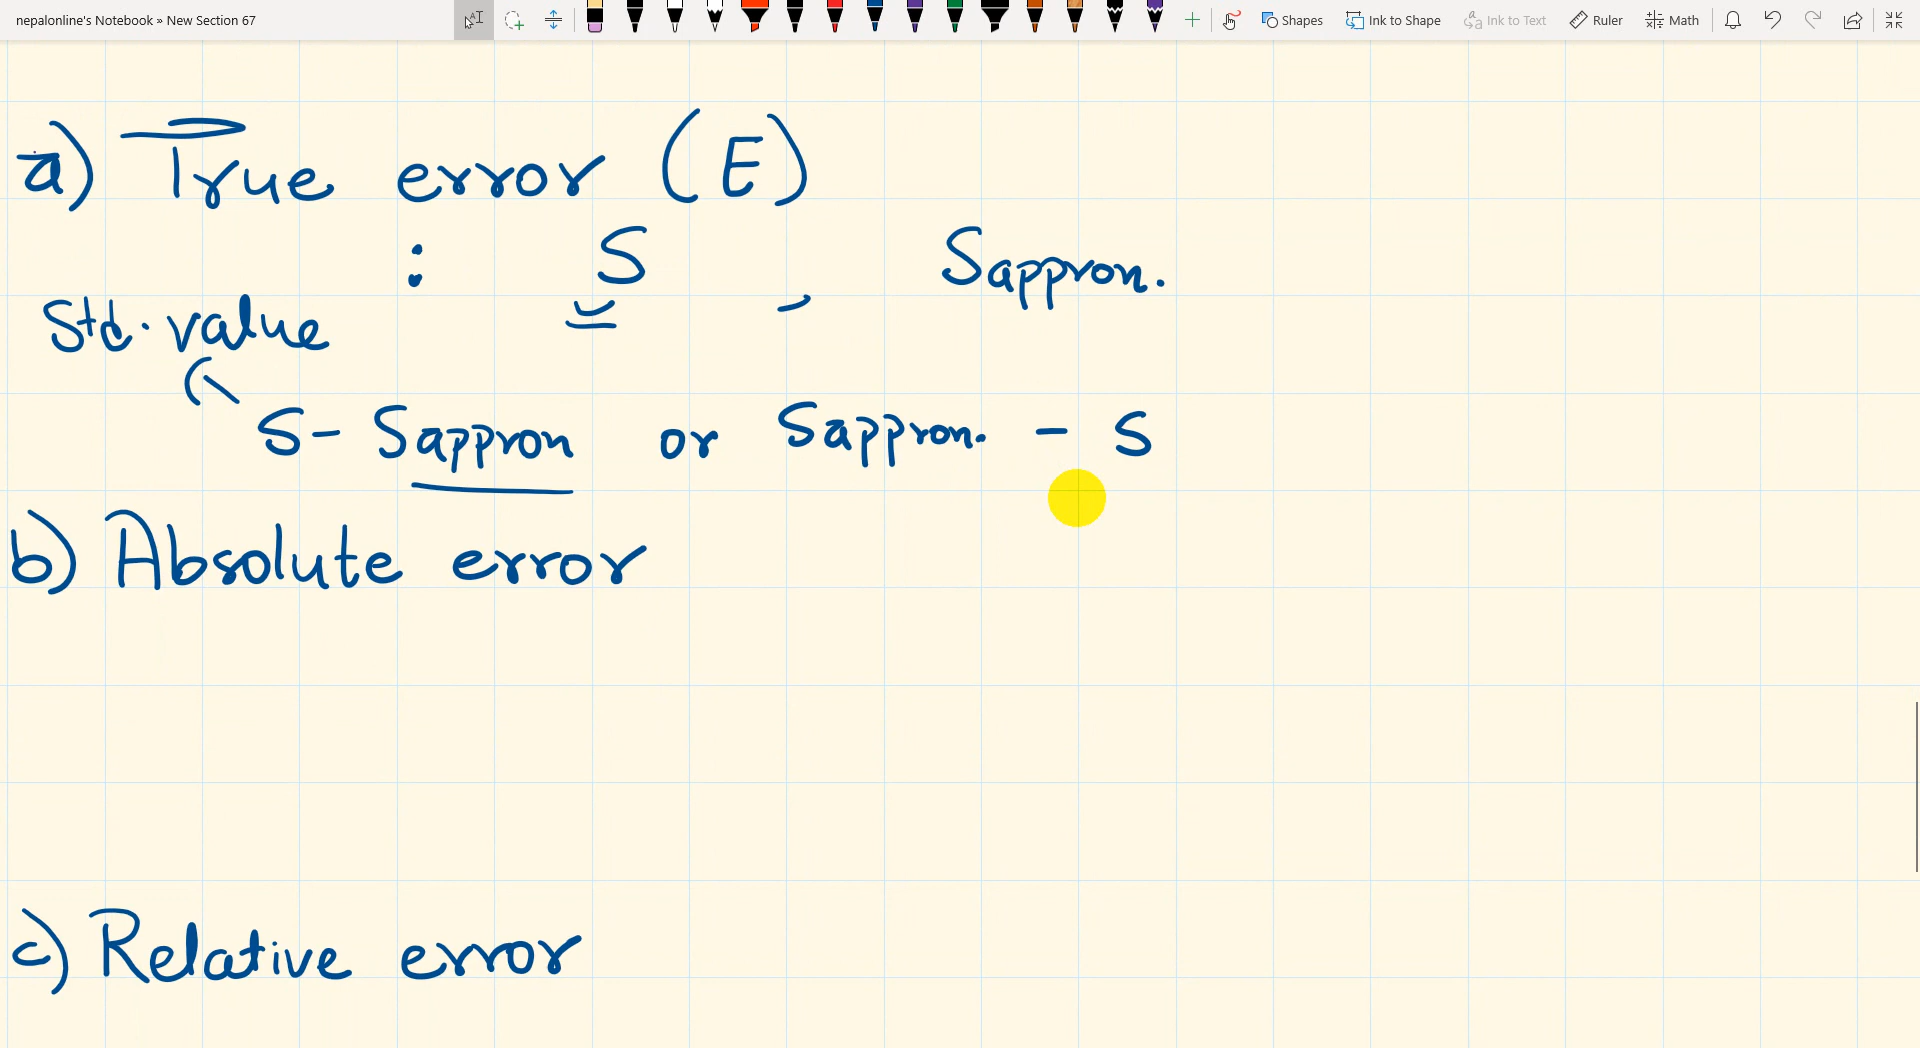 nepalonline's Notebook » New Section 67
Shapes Ink to Shape Ink to Text Ruler Math
a) True error (E)
: S , Sappron.
Std. value
S - Sappron or Sappron. - S
b) Absolute error
c) Relative error